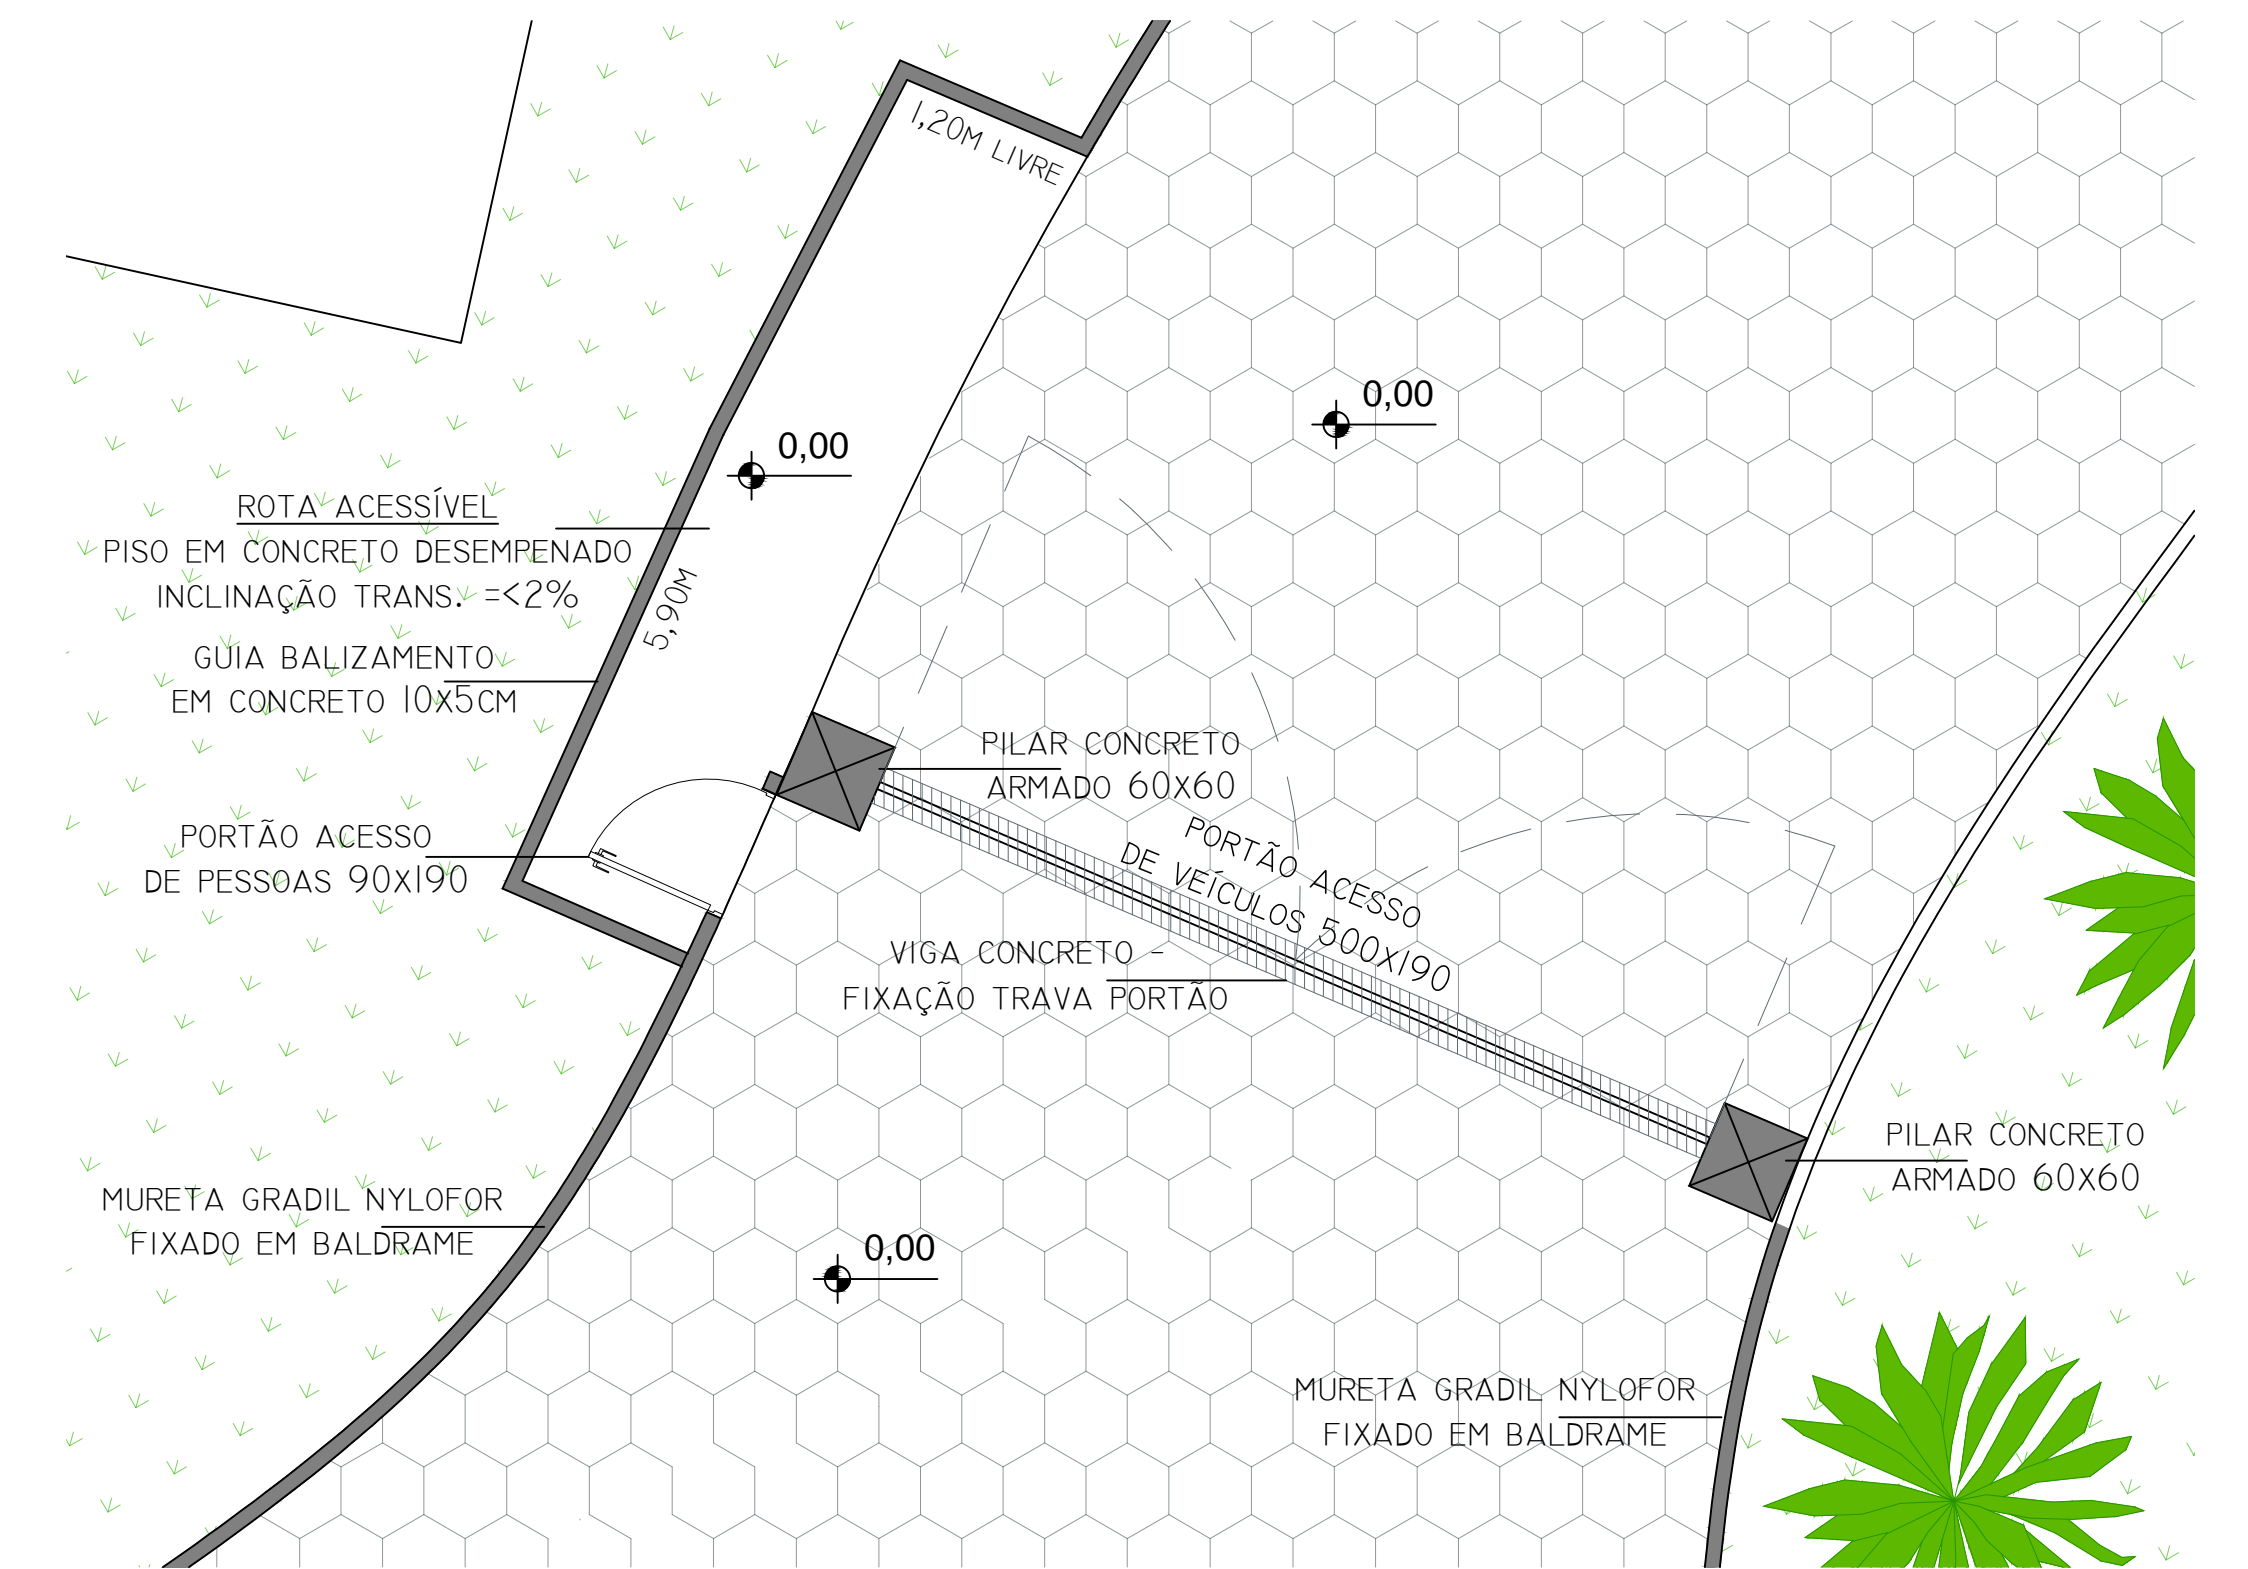 1,20M LIVRE
0,00
0,00
ROTA ACESSÍVEL
PISO EM CONCRETO DESEMPENADO
INCLINAÇÃO TRANS. =<2%
5,90M
GUIA BALIZAMENTO
EM CONCRETO 10X5CM
PILAR CONCRETO
ARMADO 60X60
PORTÃO ACESSO
DE PESSOAS 90X190
PORTÃO ACESSO
DE VEÍCULOS 500X190
VIGA CONCRETO -
FIXAÇÃO TRAVA PORTÃO
PILAR CONCRETO
ARMADO 60X60
MURETA GRADIL NYLOFOR
FIXADO EM BALDRAME
0,00
MURETA GRADIL NYLOFOR
FIXADO EM BALDRAME